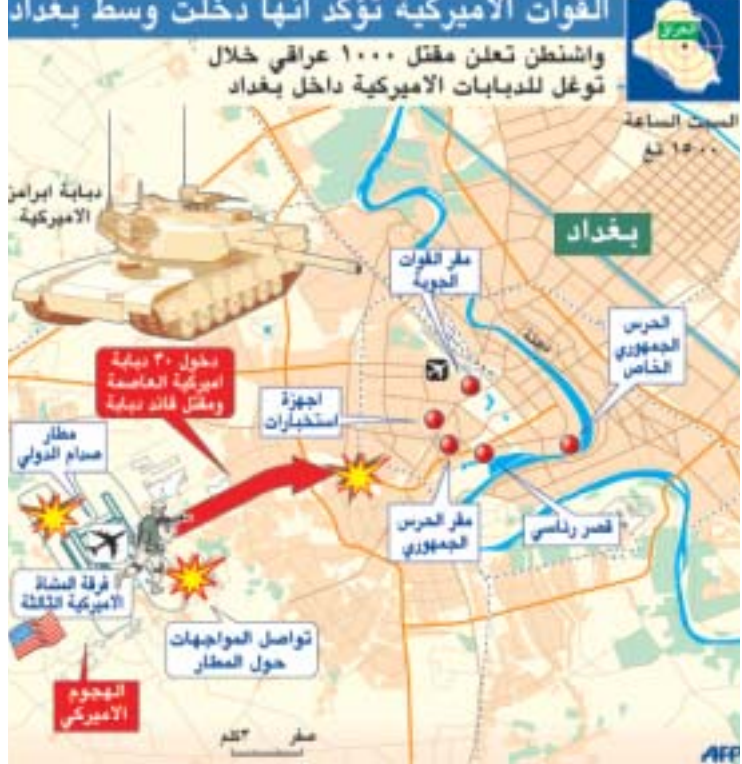 القوات الاميركية تؤكد انها دخلت وسط بغداد
واشنطن تعلن مقتل ١٠٠٠ عراقي خلال
توغل للدبابات الاميركية داخل بغداد
العراق
السبت الساعة
١٥٠٠ تغ
دبابة ابرامز
الاميركية
بغداد
مقر القوات
الجوية
الحرس
الجمهوري
الخاص
دجلة
دخول ٣٠ دبابة
اميركية العاصمة
ومقتل قائد دبابة
اجهزة
استخبارات
مطار
صدام الدولي
مقر الحرس
الجمهوري
قصر رئاسي
فرقة المشاة
الاميركية الثالثة
تواصل المواجهات
حول المطار
الهجوم
الاميركي
صفر ٣كلم
AFP